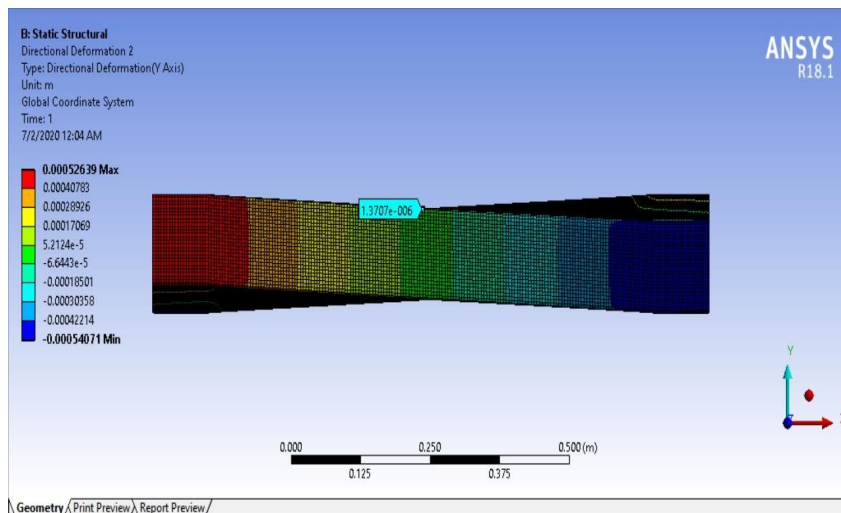 B: Static Structural
Directional Deformation 2
Type: Directional Deformation(Y Axis)
Unit: m
Global Coordinate System
Time: 1
7/2/2020 12:04 AM
ANSYS
R18.1
0.00052639 Max
0.00040783
0.00028926
0.00017069
5.2124e-5
-6.6443e-5
-0.00018501
-0.00030358
-0.00042214
-0.00054071 Min
1.3707e-006
Y
0.000
0.250
0.500 (m)
0.125
0.375
Geometry Print Preview Report Preview